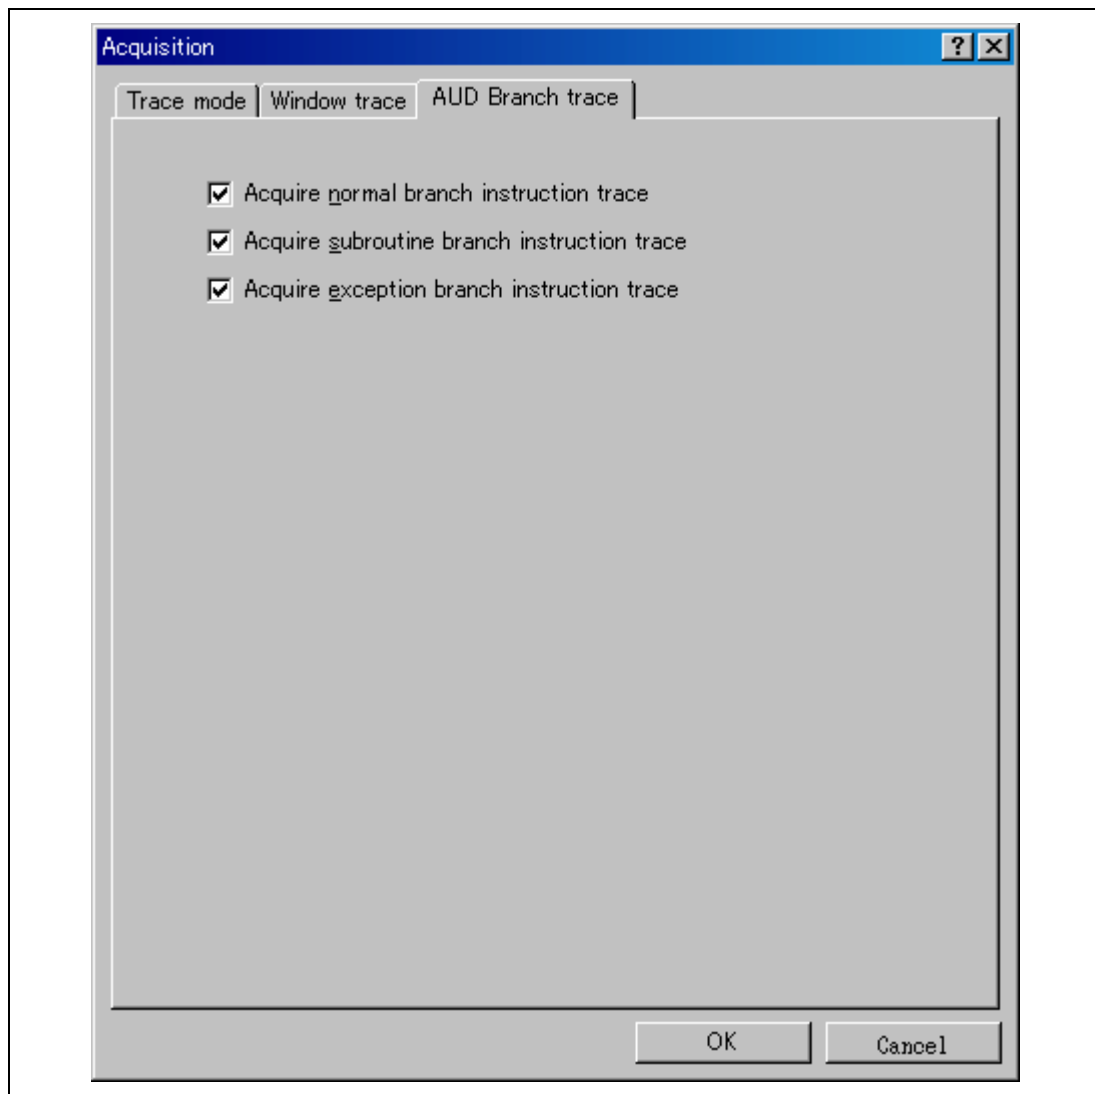 Acquisition
Trace mode Window trace AUD Branch trace
Acquire normal branch instruction trace
Acquire subroutine branch instruction trace
Acquire exception branch instruction trace
OK Cancel